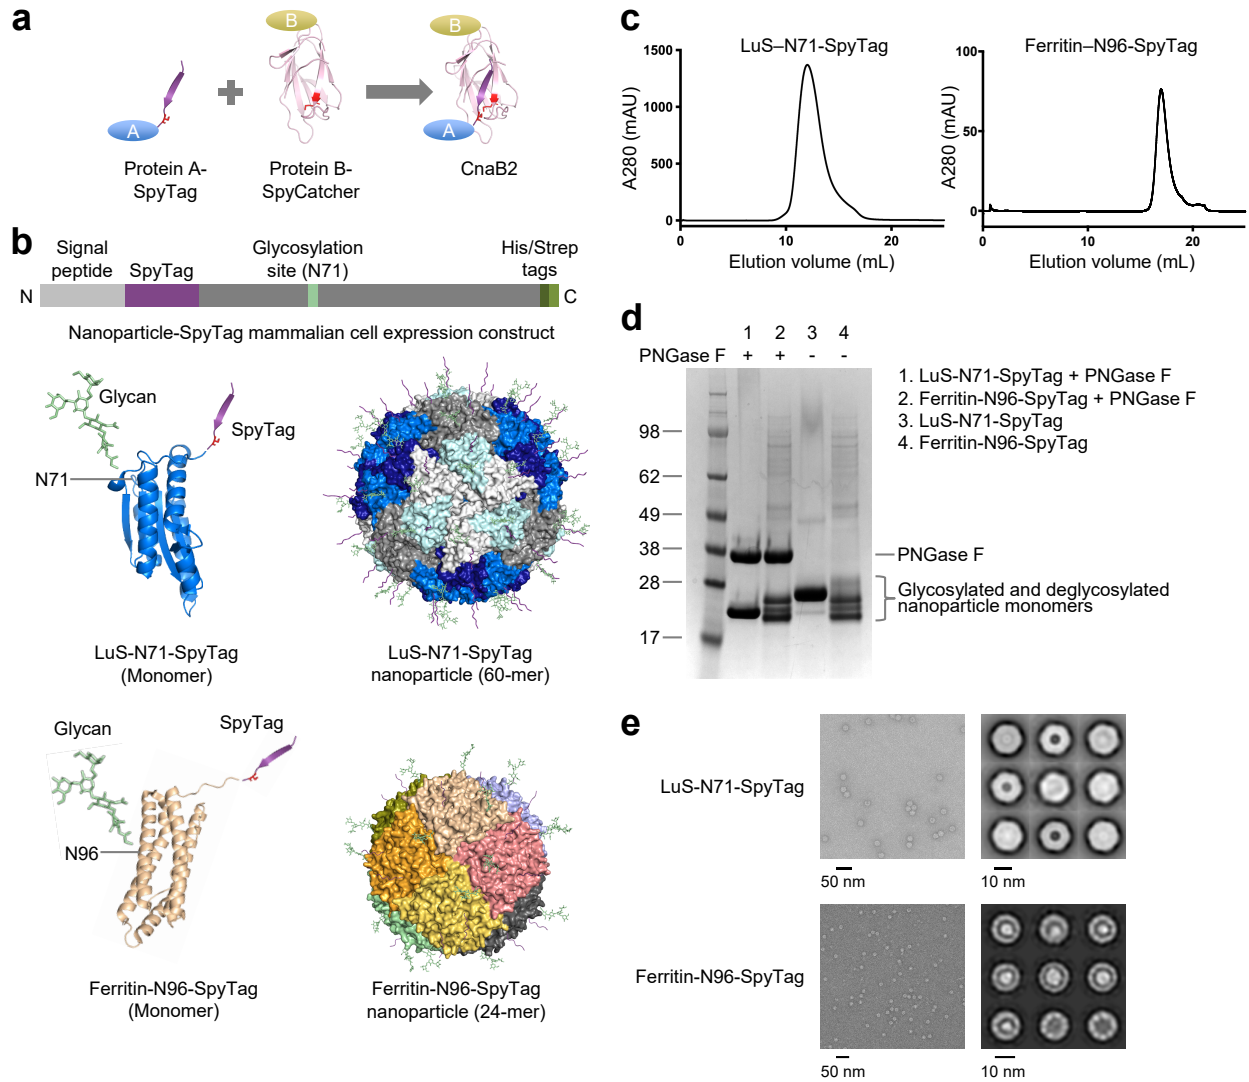 a
B
B
A
A
Protein A-
SpyTag
Protein B-
SpyCatcher
CnaB2
b
Signal
peptide
SpyTag
Glycosylation
site (N71)
His/Strep
tags
N
C
Nanoparticle-SpyTag mammalian cell expression construct
Glycan
SpyTag
N71
LuS-N71-SpyTag
(Monomer)
LuS-N71-SpyTag
nanoparticle (60-mer)
Glycan
SpyTag
N96
Ferritin-N96-SpyTag
(Monomer)
Ferritin-N96-SpyTag
nanoparticle (24-mer)
c
LuS–N71-SpyTag
1500
1000
500
0
A280 (mAU)
0 10 20
Elution volume (mL)
Ferritin–N96-SpyTag
100
50
0
A280 (mAU)
0 10 20
Elution volume (mL)
d
1 2 3 4
PNGase F + + - -
98
62
49
38
28
17
PNGase F
Glycosylated and deglycosylated
nanoparticle monomers
1. LuS-N71-SpyTag + PNGase F
2. Ferritin-N96-SpyTag + PNGase F
3. LuS-N71-SpyTag
4. Ferritin-N96-SpyTag
e
LuS-N71-SpyTag
50 nm
10 nm
Ferritin-N96-SpyTag
50 nm
10 nm